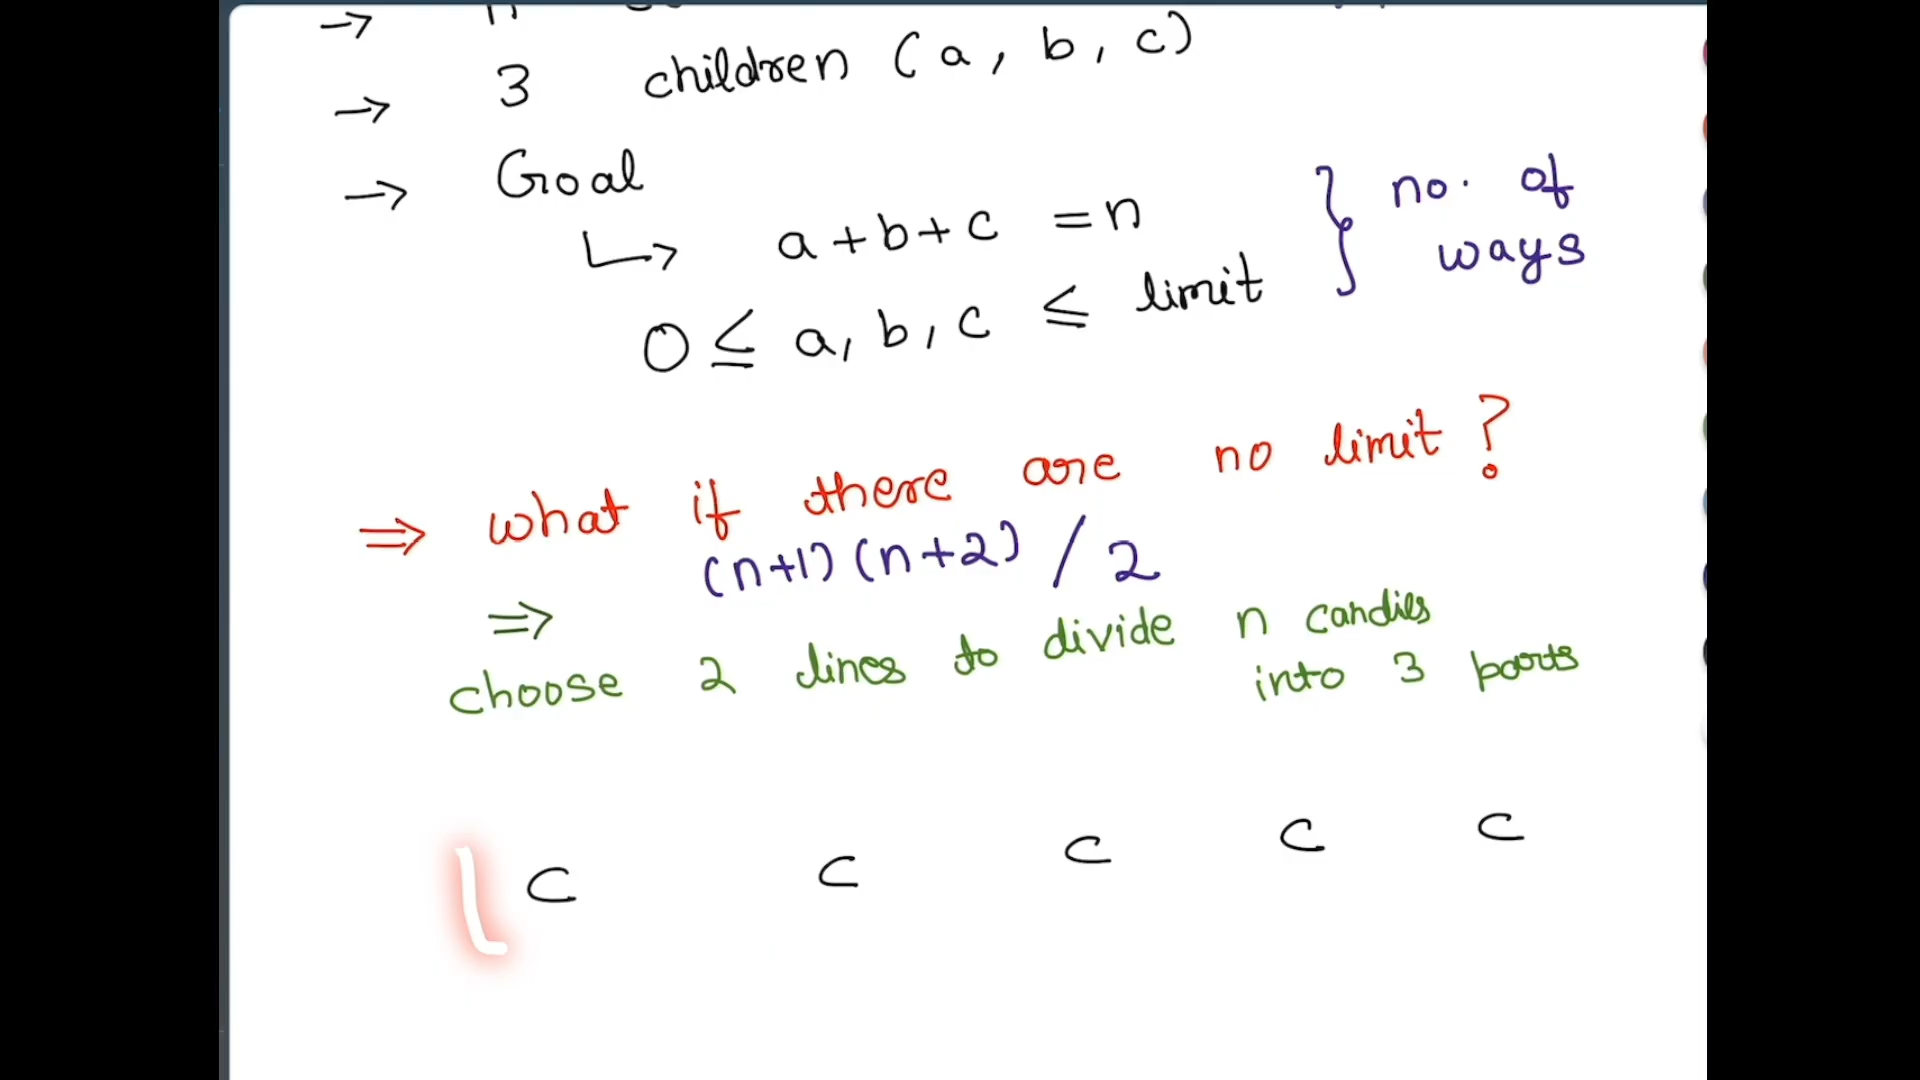 → n
→ 3 children (a, b, c)
→ Goal
↳ a+b+c = n } no. of
0 ≤ a, b, c ≤ limit ways
⇒ what if there are no limit?
(n+1)(n+2) / 2
⇒
choose 2 lines to divide n candies
into 3 parts
c c c c c